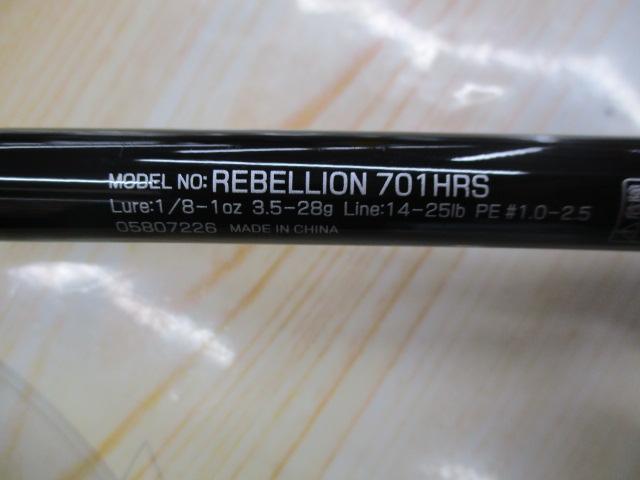 MODEL NO: REBELLION 701HRS
Lure:1/8-1oz 3.5-28g Line:14-25lb PE #1.0-2.5
05807226 MADE IN CHINA